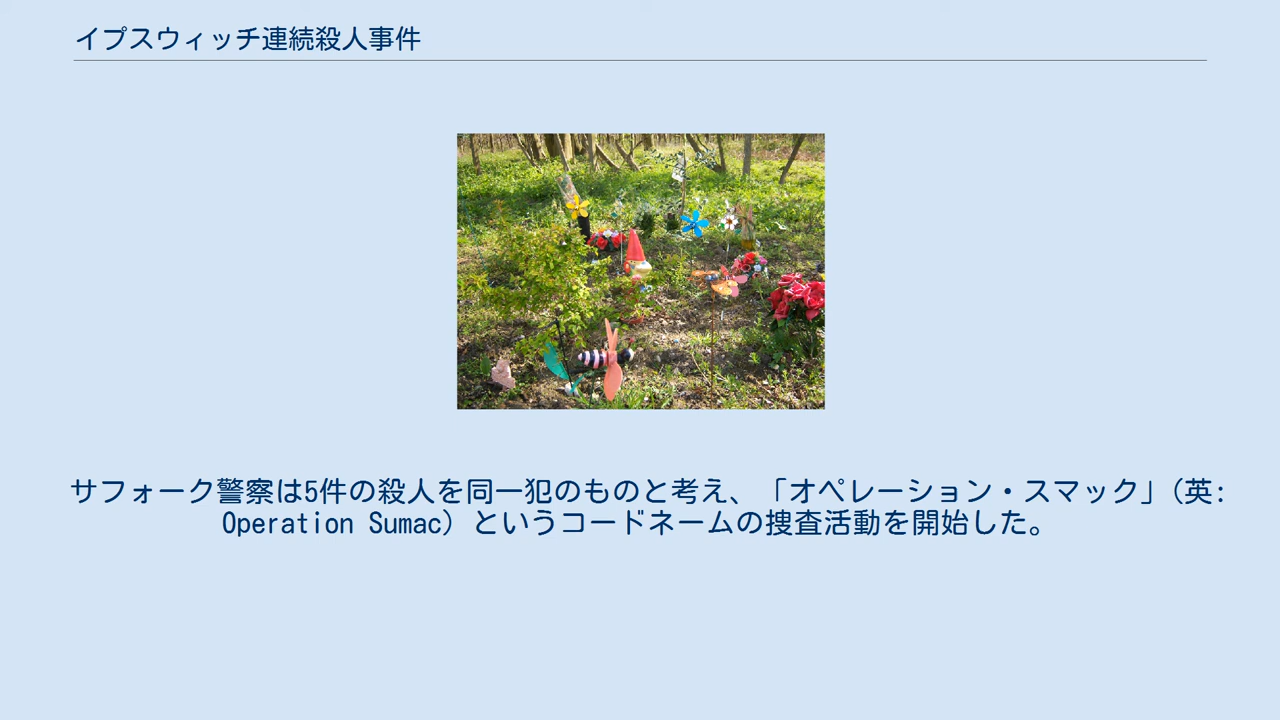 イプスウィッチ連続殺人事件
サフォーク警察は5件の殺人を同一犯のものと考え、「オペレーション・スマック」（英:
Operation Sumac）というコードネームの捜査活動を開始した。